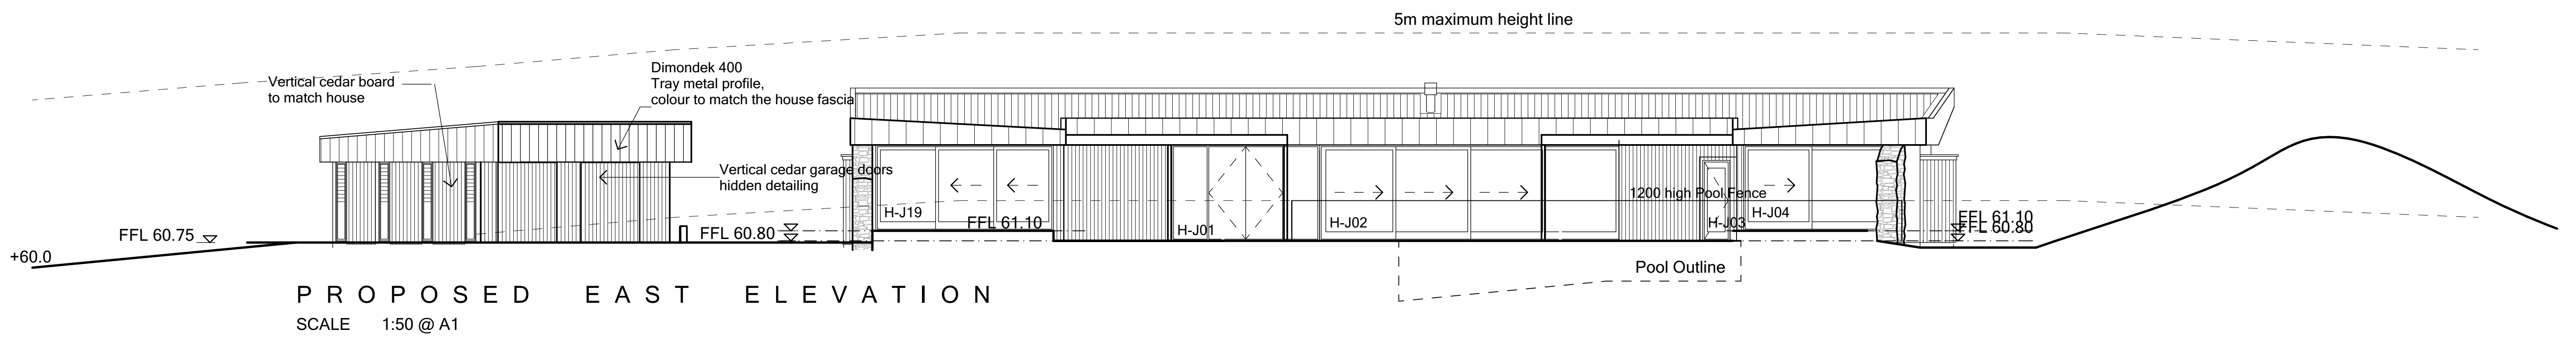 5m maximum height line
Vertical cedar board
to match house
Dimondek 400
Tray metal profile,
colour to match the house fascia
Vertical cedar garage doors
hidden detailing
FFL 60.75
+60.0
FFL 60.80
H-J19
FFL 61.10
H-J01
H-J02
1200 high Pool Fence
H-J03
H-J04
FFL 61.10
FFL 60.80
Pool Outline
PROPOSED EAST ELEVATION
SCALE 1:50 @ A1